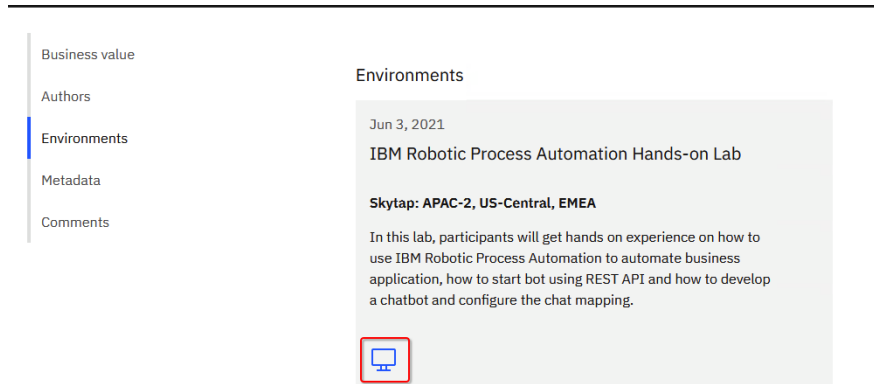 Business value
Authors
Environments
Metadata
Comments
Environments
Jun 3, 2021
IBM Robotic Process Automation Hands-on Lab
Skytap: APAC-2, US-Central, EMEA
In this lab, participants will get hands on experience on how to
use IBM Robotic Process Automation to automate business
application, how to start bot using REST API and how to develop
a chatbot and configure the chat mapping.